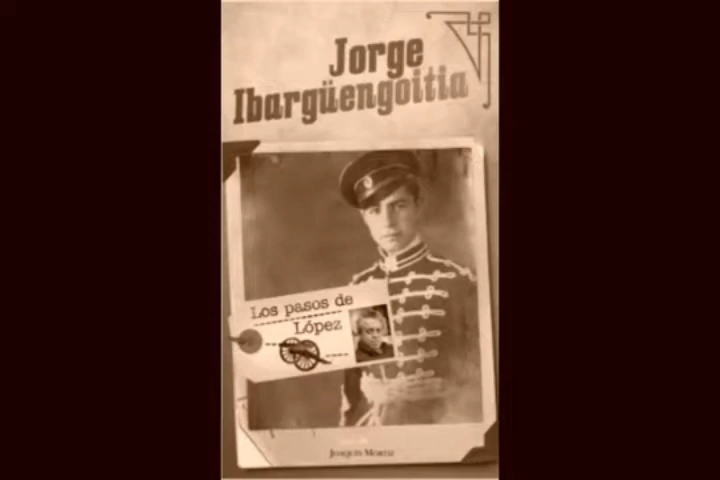 Jorge
Ibargüengoitia
Los pasos de
López
Joaquín Mortiz